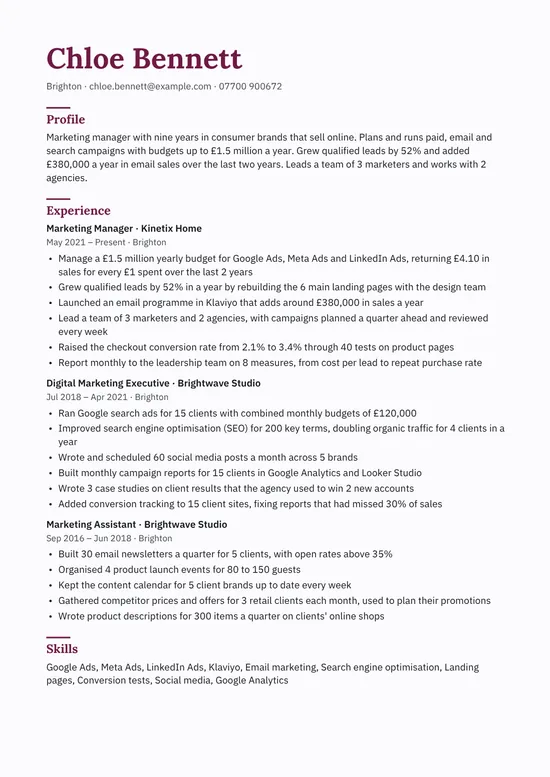 Chloe Bennett
Brighton · chloe.bennett@example.com · 07700 900672
Profile
Marketing manager with nine years in consumer brands that sell online. Plans and runs paid, email and
search campaigns with budgets up to £1.5 million a year. Grew qualified leads by 52% and added
£380,000 a year in email sales over the last two years. Leads a team of 3 marketers and works with 2
agencies.
Experience
Marketing Manager · Kinetix Home
May 2021 – Present · Brighton
• Manage a £1.5 million yearly budget for Google Ads, Meta Ads and LinkedIn Ads, returning £4.10 in
sales for every £1 spent over the last 2 years
• Grew qualified leads by 52% in a year by rebuilding the 6 main landing pages with the design team
• Launched an email programme in Klaviyo that adds around £380,000 in sales a year
• Lead a team of 3 marketers and 2 agencies, with campaigns planned a quarter ahead and reviewed
every week
• Raised the checkout conversion rate from 2.1% to 3.4% through 40 tests on product pages
• Report monthly to the leadership team on 8 measures, from cost per lead to repeat purchase rate
Digital Marketing Executive · Brightwave Studio
Jul 2018 – Apr 2021 · Brighton
• Ran Google search ads for 15 clients with combined monthly budgets of £120,000
• Improved search engine optimisation (SEO) for 200 key terms, doubling organic traffic for 4 clients in a
year
• Wrote and scheduled 60 social media posts a month across 5 brands
• Built monthly campaign reports for 15 clients in Google Analytics and Looker Studio
• Wrote 3 case studies on client results that the agency used to win 2 new accounts
• Added conversion tracking to 15 client sites, fixing reports that had missed 30% of sales
Marketing Assistant · Brightwave Studio
Sep 2016 – Jun 2018 · Brighton
• Built 30 email newsletters a quarter for 5 clients, with open rates above 35%
• Organised 4 product launch events for 80 to 150 guests
• Kept the content calendar for 5 client brands up to date every week
• Gathered competitor prices and offers for 3 retail clients each month, used to plan their promotions
• Wrote product descriptions for 300 items a quarter on clients' online shops
Skills
Google Ads, Meta Ads, LinkedIn Ads, Klaviyo, Email marketing, Search engine optimisation, Landing
pages, Conversion tests, Social media, Google Analytics